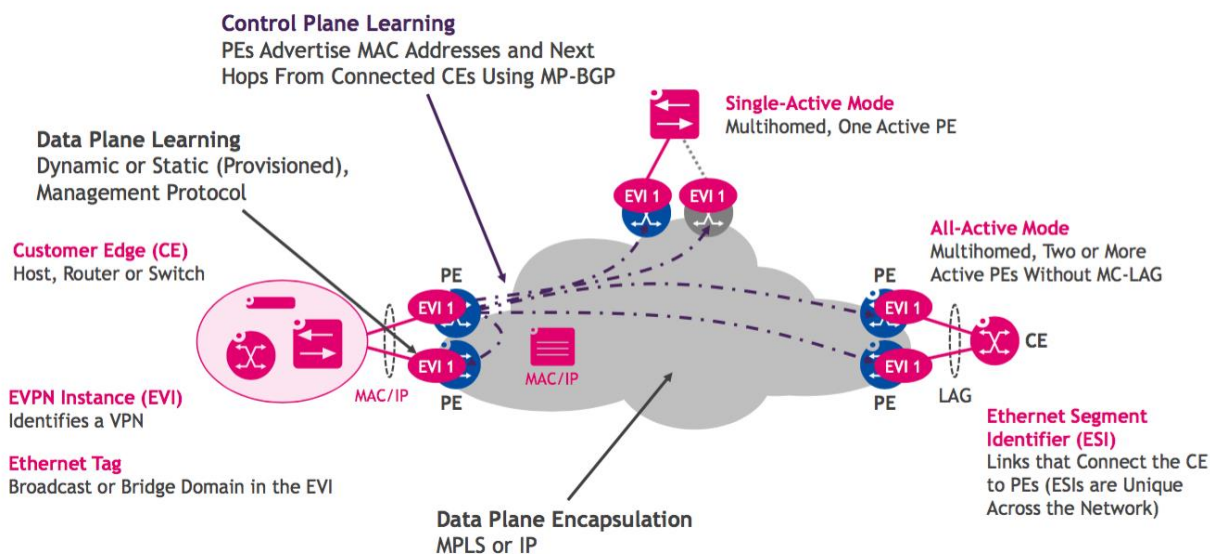 Control Plane Learning
PEs Advertise MAC Addresses and Next
Hops From Connected CEs Using MP-BGP
Single-Active Mode
Multihomed, One Active PE
Data Plane Learning
Dynamic or Static (Provisioned),
Management Protocol
EVI 1
EVI 1
Customer Edge (CE)
Host, Router or Switch
All-Active Mode
Multihomed, Two or More
Active PEs Without MC-LAG
PE
EVI 1
EVI 1
PE
MAC/IP
MAC/IP
PE
EVI 1
EVI 1
PE
CE
LAG
EVPN Instance (EVI)
Identifies a VPN
Ethernet Tag
Broadcast or Bridge Domain in the EVI
Ethernet Segment
Identifier (ESI)
Links that Connect the CE
to PEs (ESIs are Unique
Across the Network)
Data Plane Encapsulation
MPLS or IP